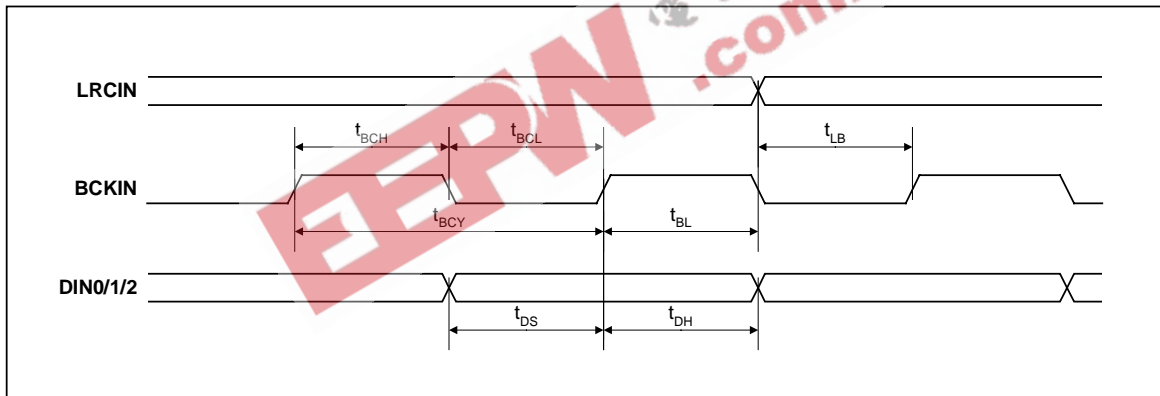 LRCIN
tBCH
tBCL
tLB
BCKIN
tBCY
tBL
DIN0/1/2
tDS
tDH
EEPW
.com